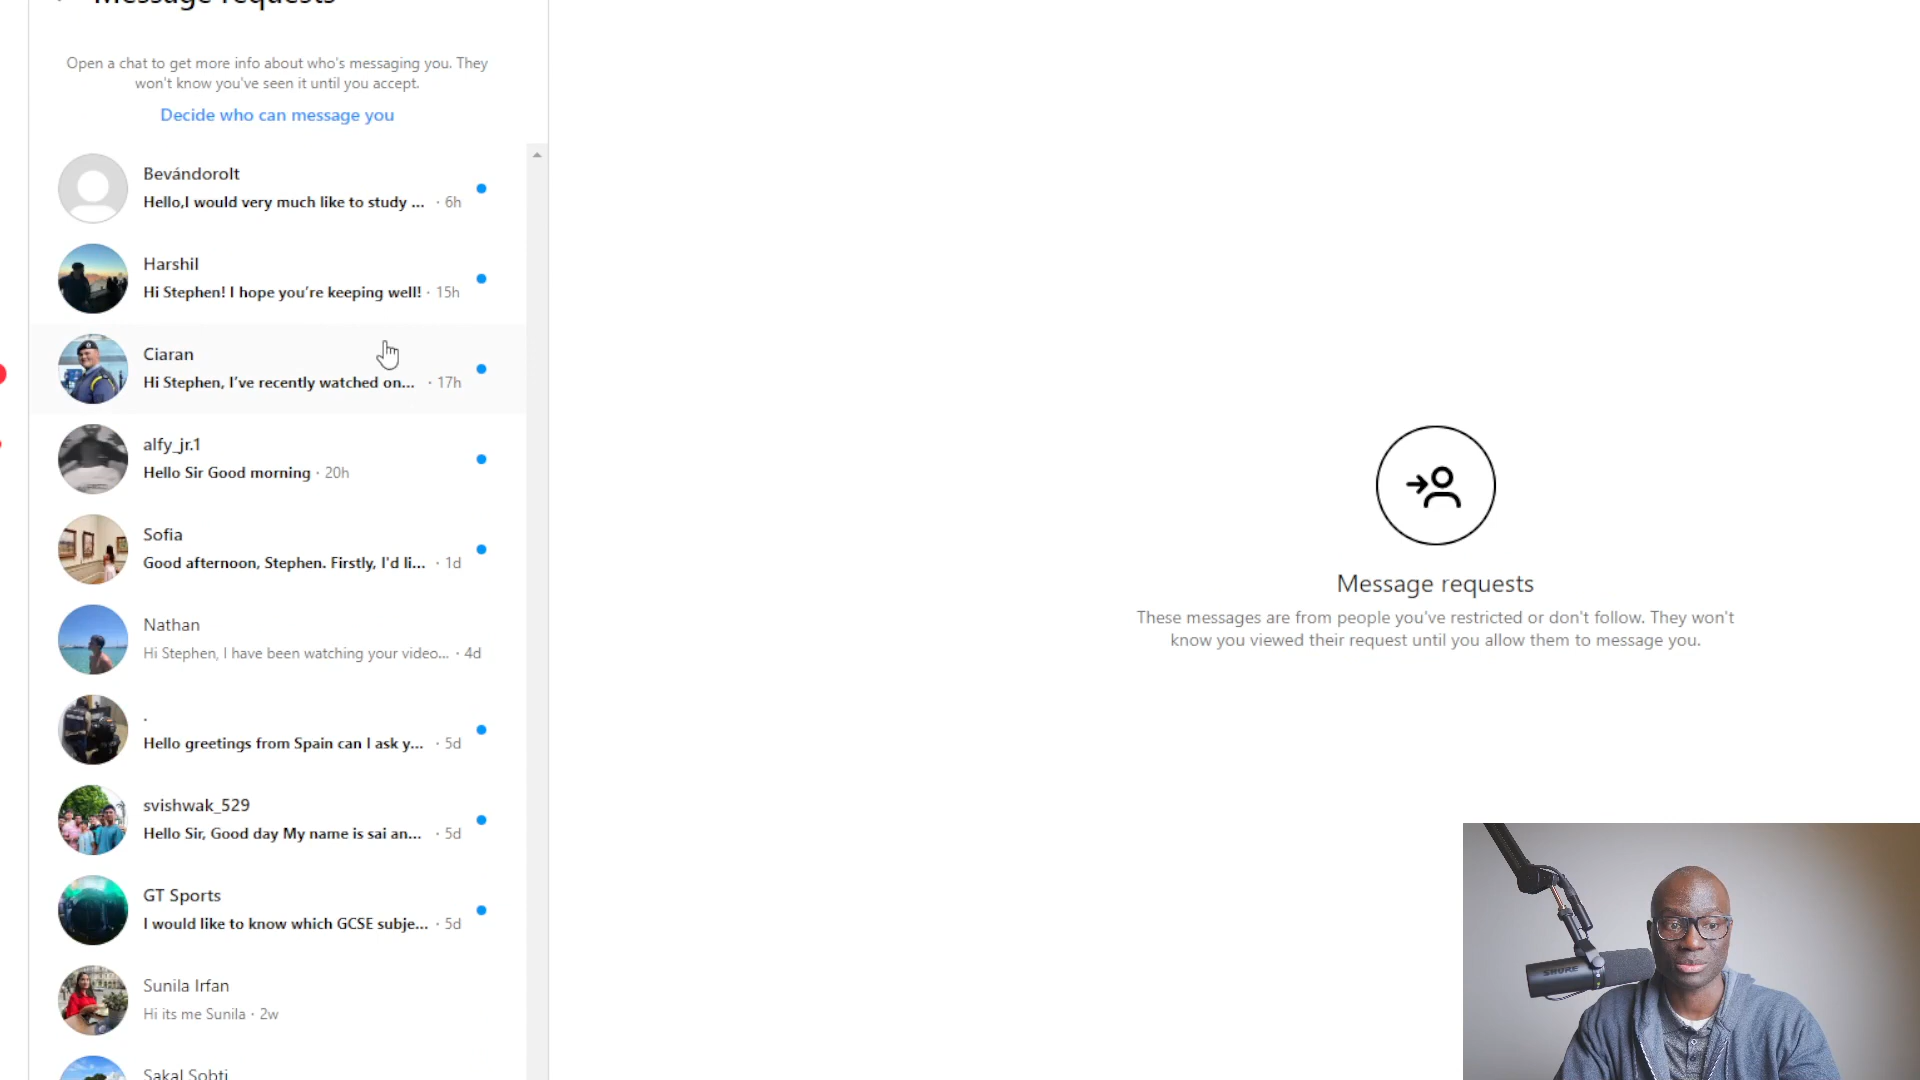 Message requests
Open a chat to get more info about who's messaging you. They
won't know you've seen it until you accept.
Decide who can message you
Bevándorolt
Hello,I would very much like to study ... · 6h
Harshil
Hi Stephen! I hope you're keeping well! · 15h
Ciaran
Hi Stephen, I've recently watched on... · 17h
alfy_jr.1
Hello Sir Good morning · 20h
Sofia
Good afternoon, Stephen. Firstly, I'd li... · 1d
Nathan
Hi Stephen, I have been watching your video... · 4d
.
Hello greetings from Spain can I ask y... · 5d
svishwak_529
Hello Sir, Good day My name is sai an... · 5d
GT Sports
I would like to know which GCSE subje... · 5d
Sunila Irfan
Hi its me Sunila · 2w
Sakal Sobti
Message requests
These messages are from people you've restricted or don't follow. They won't
know you viewed their request until you allow them to message you.
SHURE